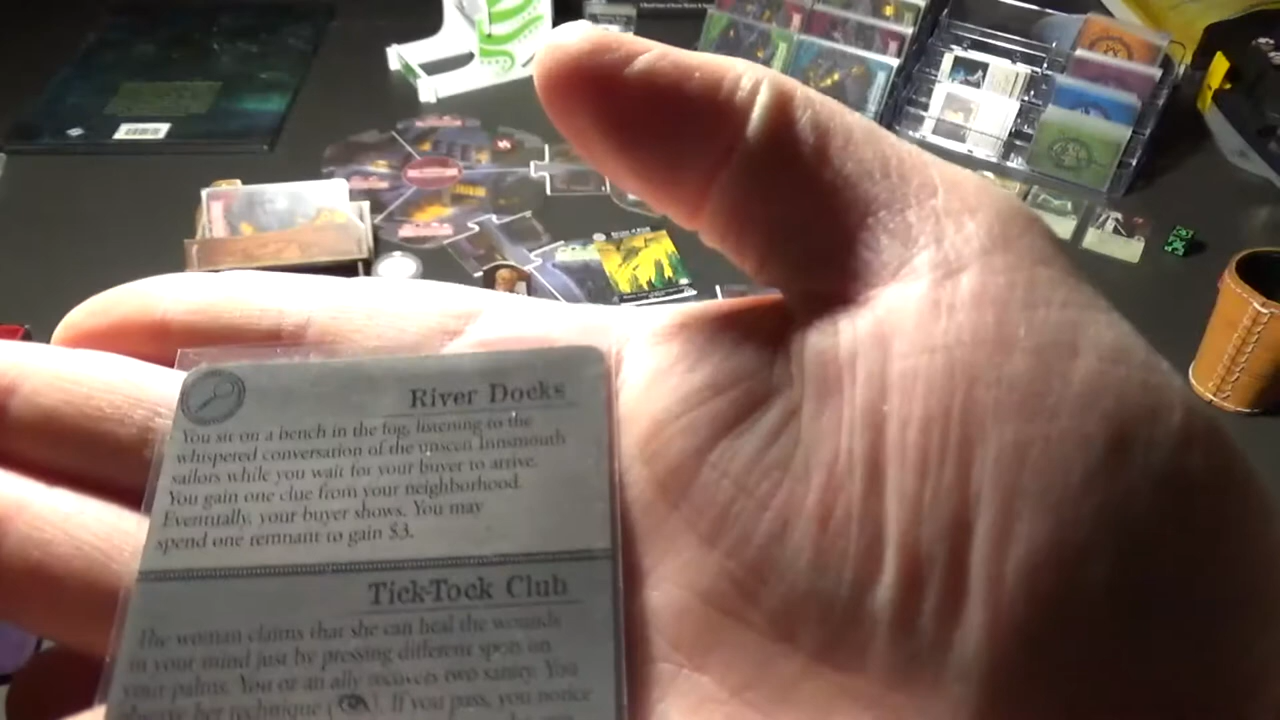 River Docks
You sit on a bench in the fog, listening to the
whispered conversation of the unseen Innsmouth
sailors while you wait for your buyer to arrive.
You gain one clue from your neighborhood.
Eventually, your buyer shows. You may
spend one remnant to gain $3.
Tick-Tock Club
The woman claims that she can heal the wounds
in your mind just by pressing different spots on
your palms. You or an ally recovers two sanity. You
observe her technique ( ). If you pass, you notice